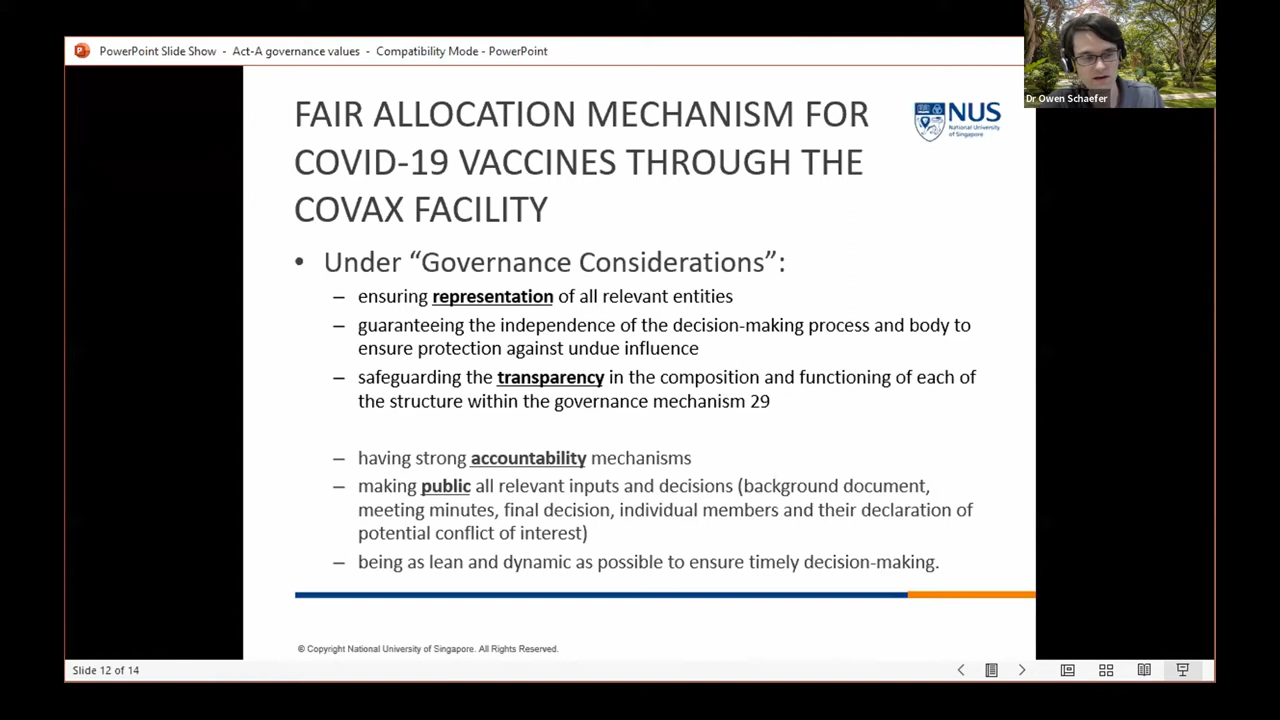 PowerPoint Slide Show - Act-A governance values - Compatibility Mode - PowerPoint
Dr Owen Schaefer
FAIR ALLOCATION MECHANISM FOR
COVID-19 VACCINES THROUGH THE
COVAX FACILITY
NUS
National University
of Singapore
• Under “Governance Considerations”:
– ensuring representation of all relevant entities
– guaranteeing the independence of the decision-making process and body to
ensure protection against undue influence
– safeguarding the transparency in the composition and functioning of each of
the structure within the governance mechanism 29
– having strong accountability mechanisms
– making public all relevant inputs and decisions (background document,
meeting minutes, final decision, individual members and their declaration of
potential conflict of interest)
– being as lean and dynamic as possible to ensure timely decision-making.
© Copyright National University of Singapore. All Rights Reserved.
Slide 12 of 14